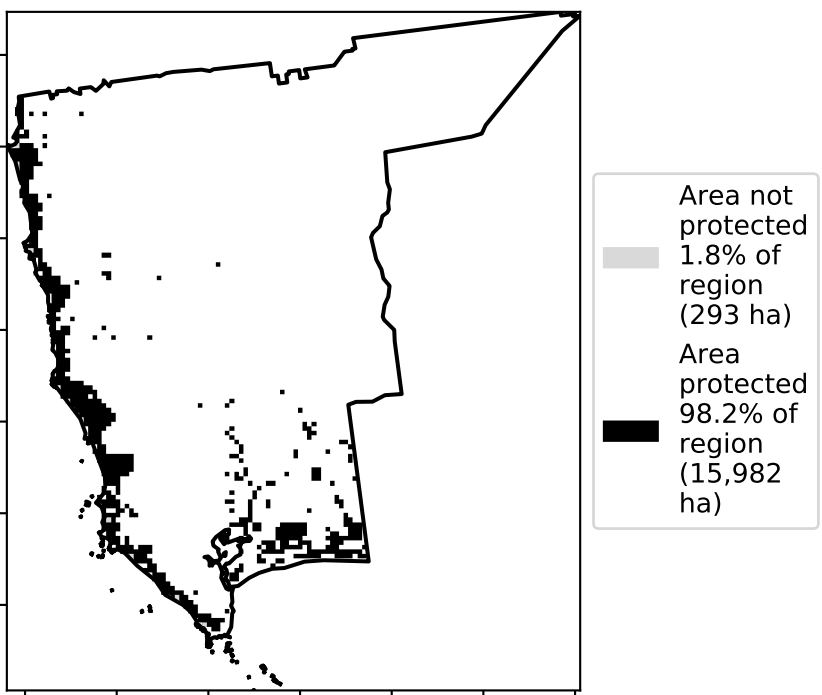 Area not
protected
1.8% of
region
(293 ha)
Area
protected
98.2% of
region
(15,982
ha)